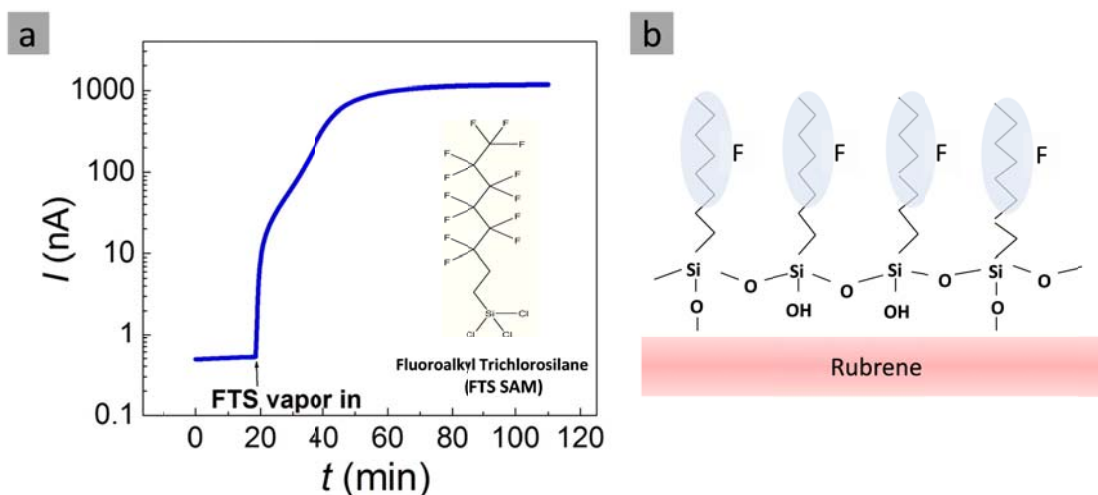 a
I (nA)
1000
100
10
1
0.1
0
20
40
60
80
100
120
t (min)
FTS vapor in
F
F
F
F
F
F
F
F
F
F
F
F
F
Si
Cl
Cl
Cl
Fluoroalkyl Trichlorosilane
(FTS SAM)
b
F
F
F
F
Si
O
Si
O
Si
O
Si
O
O
OH
OH
O
Rubrene